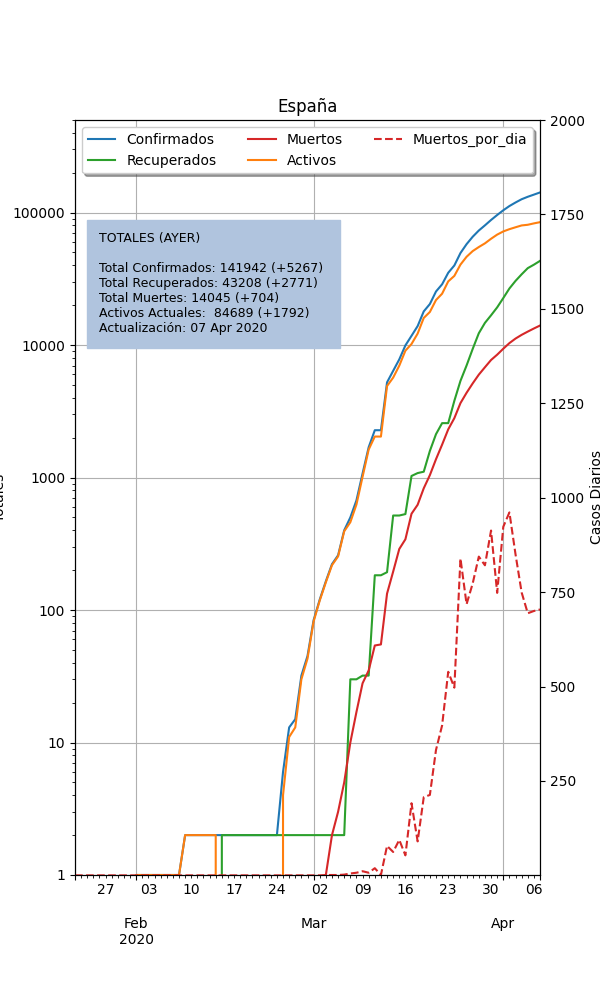 España
Confirmados
Recuperados
Muertos
Activos
Muertos_por_dia
TOTALES (AYER)
Total Confirmados: 141942 (+5267)
Total Recuperados: 43208 (+2771)
Total Muertes: 14045 (+704)
Activos Actuales: 84689 (+1792)
Actualización: 07 Apr 2020
100000
10000
1000
100
10
1
2000
1750
1500
1250
1000
750
500
250
Casos Diarios
27 03 10 17 24 02 09 16 23 30 06
Feb Mar Apr
2020